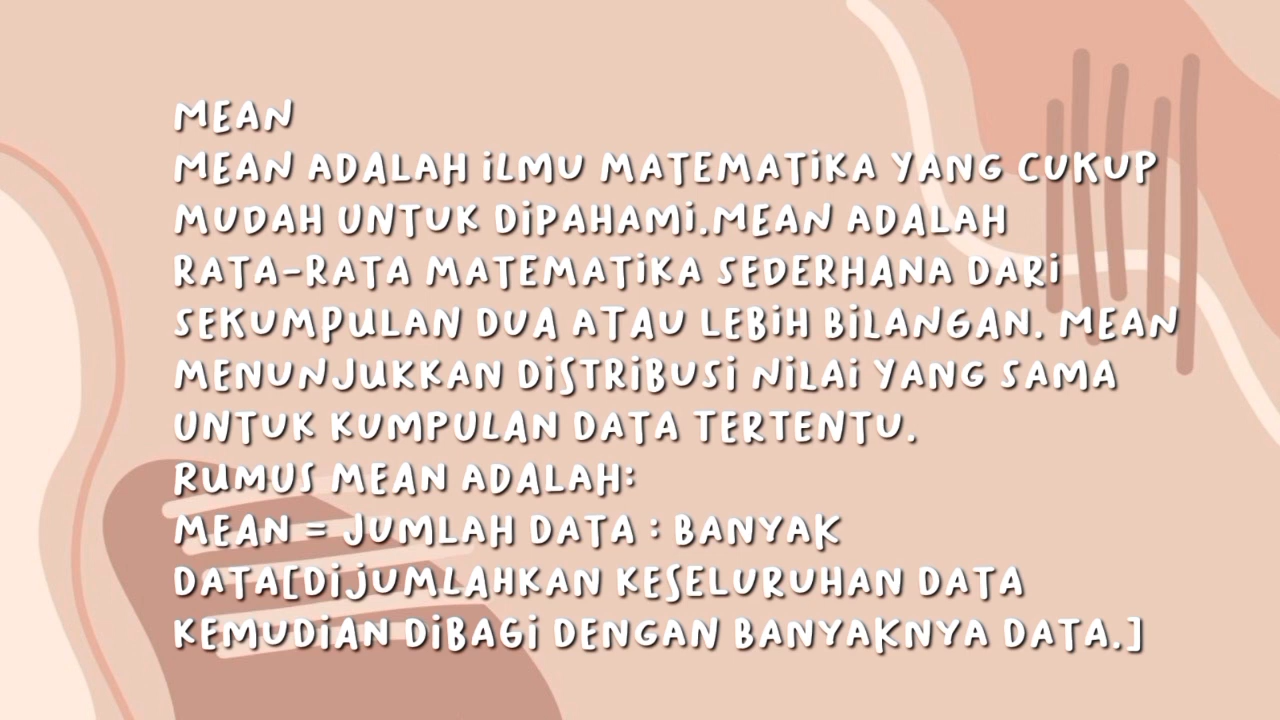 MEAN
MEAN ADALAH iLMU MATEMATiKA YANG CUKUP
MUDAH UNTUK DiPAHAMi.MEAN ADALAH
RATA-RATA MATEMATiKA SEDERHANA DARi
SEKUMPULAN DUA ATAU LEBiH BiLANGAN. MEAN
MENUNJUKKAN DiSTRiBUSi NiLAi YANG SAMA
UNTUK KUMPULAN DATA TERTENTU.
RUMUS MEAN ADALAH:
MEAN = JUMLAH DATA : BANYAK
DATA[DiJUMLAHKAN KESELURUHAN DATA
KEMUDiAN DiBAGi DENGAN BANYAKNYA DATA.]